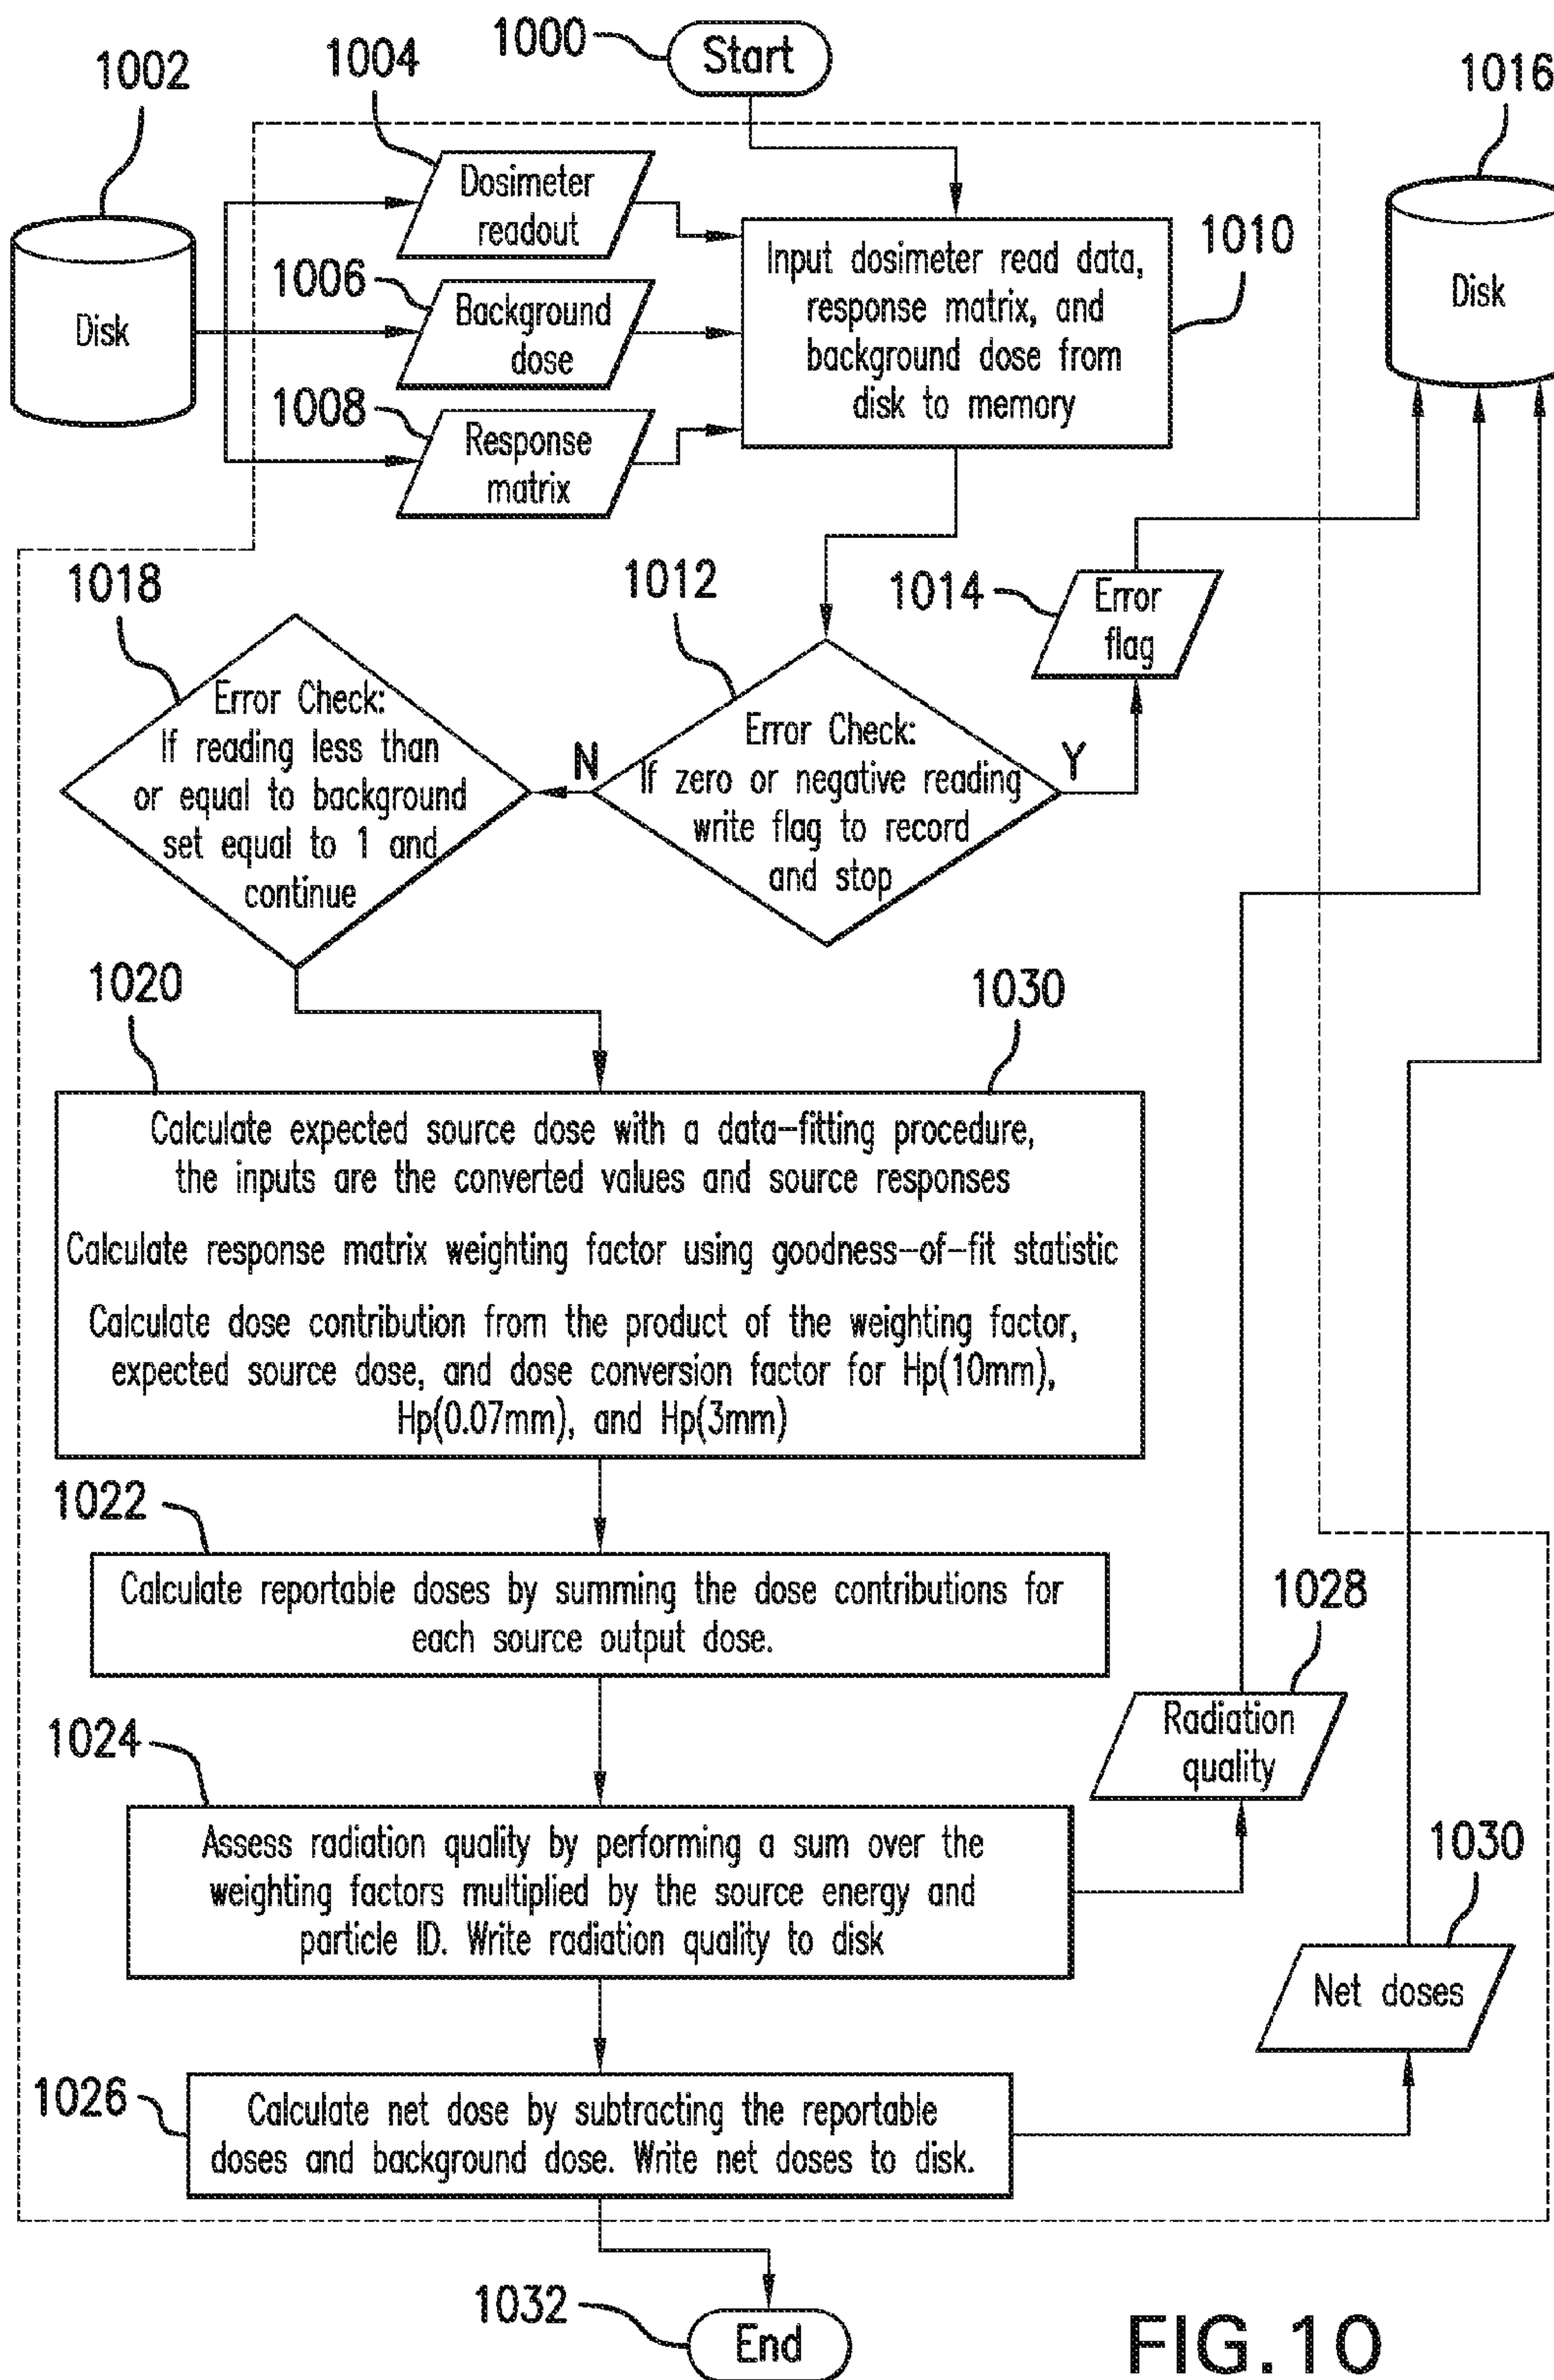 1000
Start
1002
1004
1016
Dosimeter
readout
Disk
1006
Background
dose
1008
Response
matrix
Input dosimeter read data,
response matrix, and
background dose from
disk to memory
1010
Disk
1018
1012
1014
Error
flag
Error Check:
If reading less than
or equal to background
set equal to 1 and
continue
N
Error Check:
If zero or negative reading
write flag to record
and stop
Y
1020
1030
Calculate expected source dose with a data-fitting procedure,
the inputs are the converted values and source responses
Calculate response matrix weighting factor using goodness-of-fit statistic
Calculate dose contribution from the product of the weighting factor,
expected source dose, and dose conversion factor for Hp(10mm),
Hp(0.07mm), and Hp(3mm)
1022
Calculate reportable doses by summing the dose contributions for
each source output dose.
1028
Radiation
quality
1024
Assess radiation quality by performing a sum over the
weighting factors multiplied by the source energy and
particle ID. Write radiation quality to disk
1030
Net doses
1026
Calculate net dose by subtracting the reportable
doses and background dose. Write net doses to disk.
1032
End
FIG.10